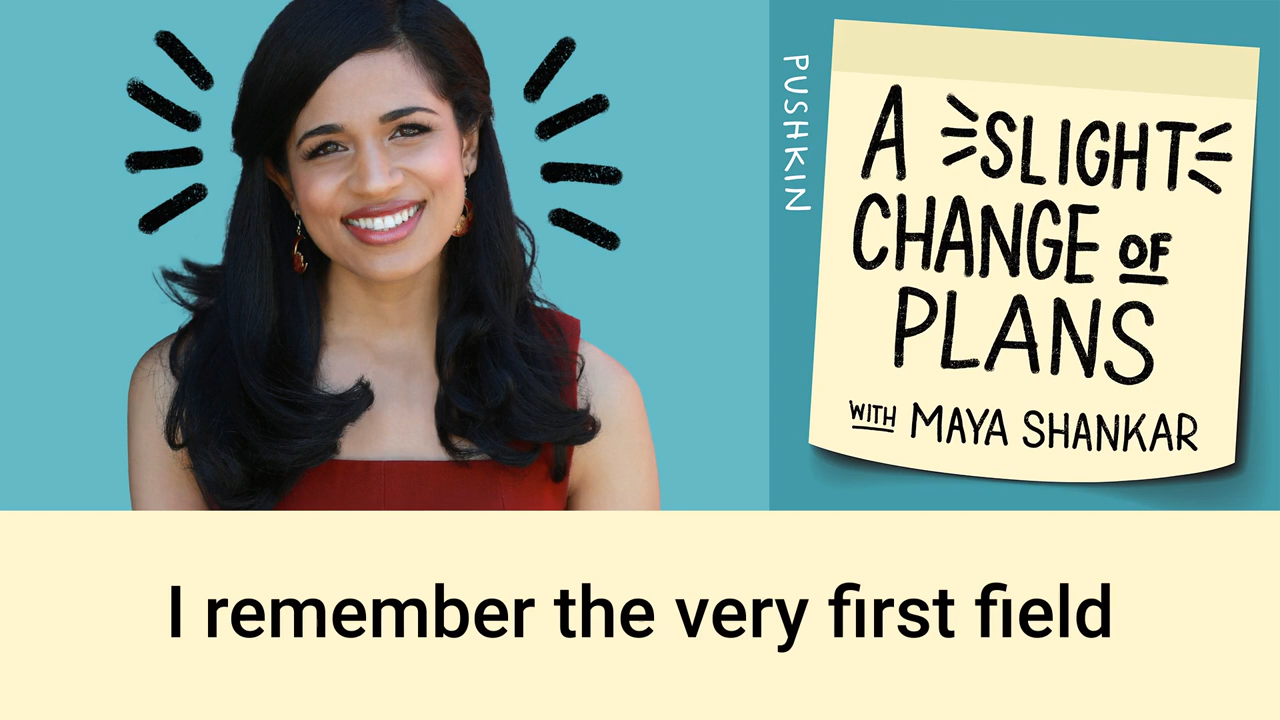 PUSHKIN
A SLIGHT
CHANGE OF
PLANS
WITH MAYA SHANKAR
I remember the very first field